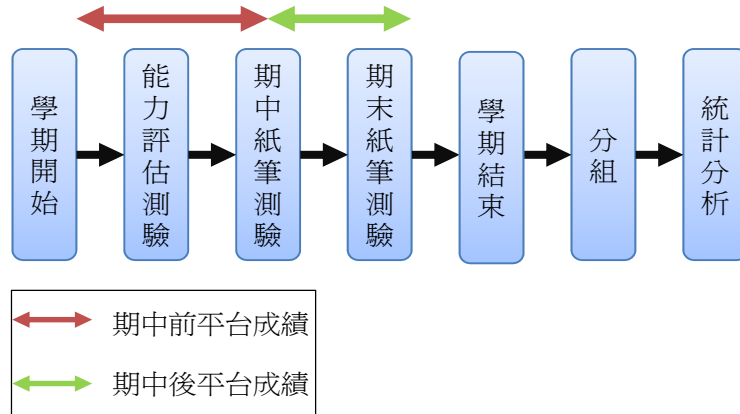 學期開始
能力評估測驗
期中紙筆測驗
期末紙筆測驗
學期結束
分組
統計分析
期中前平台成績
期中後平台成績